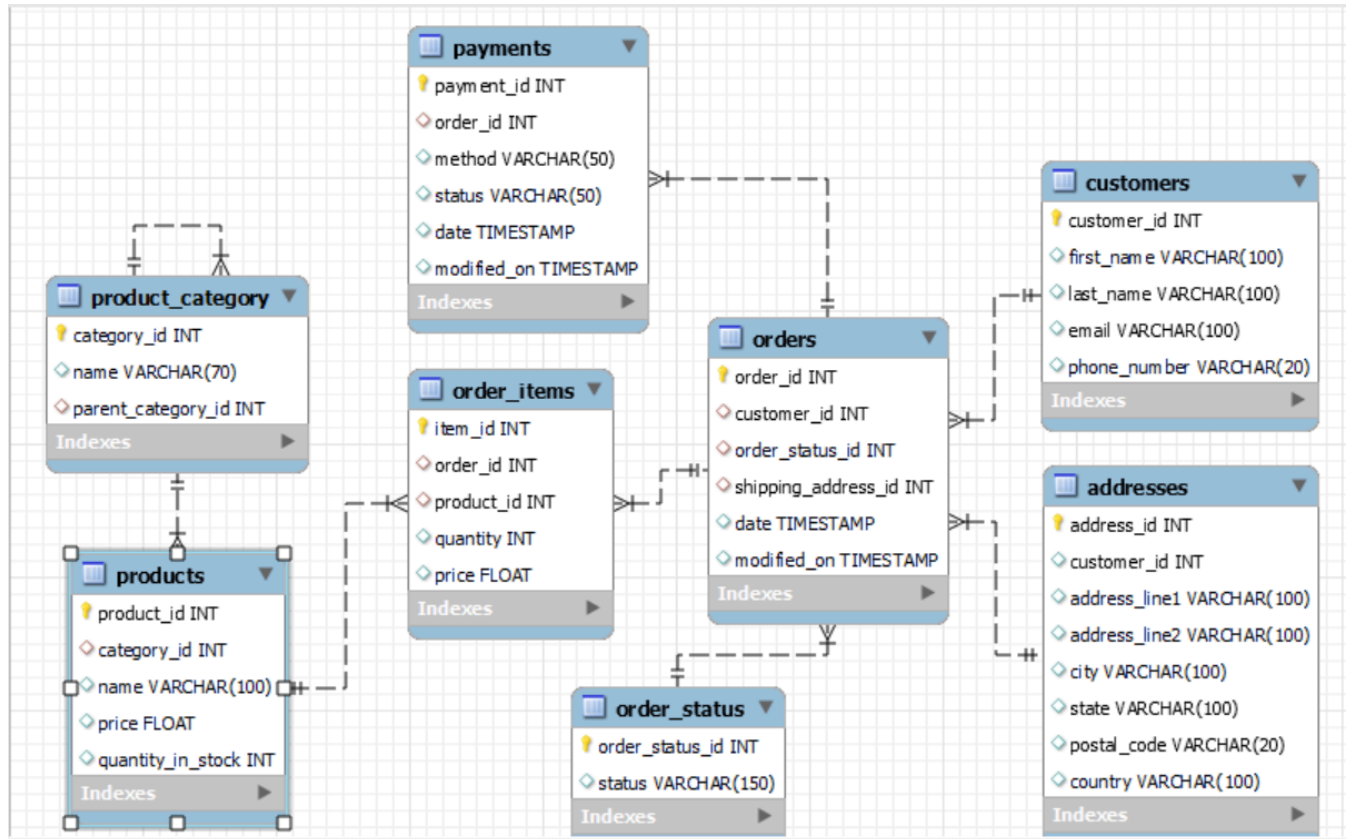 payments
payment_id INT
order_id INT
method VARCHAR(50)
status VARCHAR(50)
date TIMESTAMP
modified_on TIMESTAMP
Indexes
product_category
category_id INT
name VARCHAR(70)
parent_category_id INT
Indexes
products
product_id INT
category_id INT
name VARCHAR(100)
price FLOAT
quantity_in_stock INT
Indexes
order_items
item_id INT
order_id INT
product_id INT
quantity INT
price FLOAT
Indexes
orders
order_id INT
customer_id INT
order_status_id INT
shipping_address_id INT
date TIMESTAMP
modified_on TIMESTAMP
Indexes
order_status
order_status_id INT
status VARCHAR(150)
Indexes
customers
customer_id INT
first_name VARCHAR(100)
last_name VARCHAR(100)
email VARCHAR(100)
phone_number VARCHAR(20)
Indexes
addresses
address_id INT
customer_id INT
address_line1 VARCHAR(100)
address_line2 VARCHAR(100)
city VARCHAR(100)
state VARCHAR(100)
postal_code VARCHAR(20)
country VARCHAR(100)
Indexes